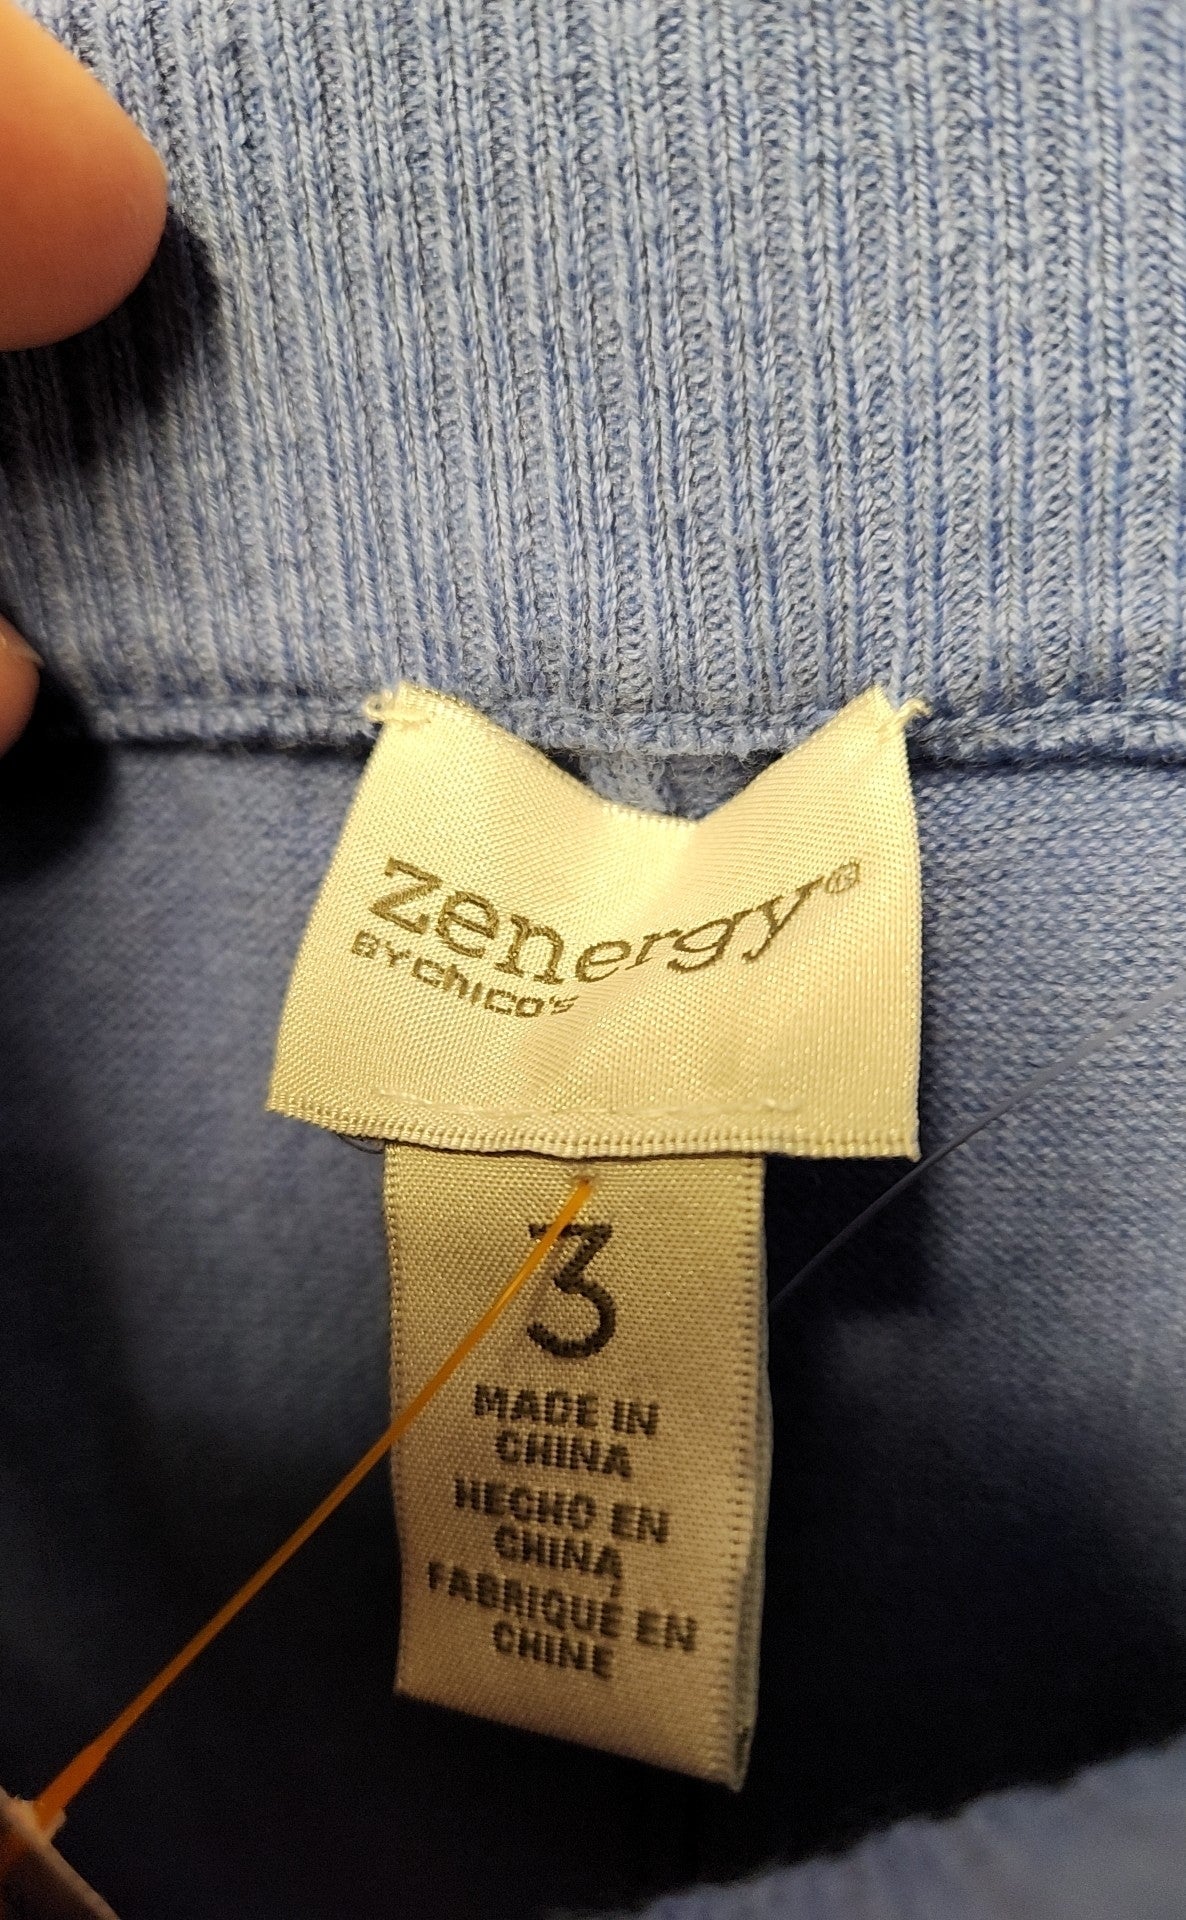 zenergy®
BY chico's
3
MADE IN
CHINA
HECHO EN
CHINA,
FABRIQUÉ EN
CHINE